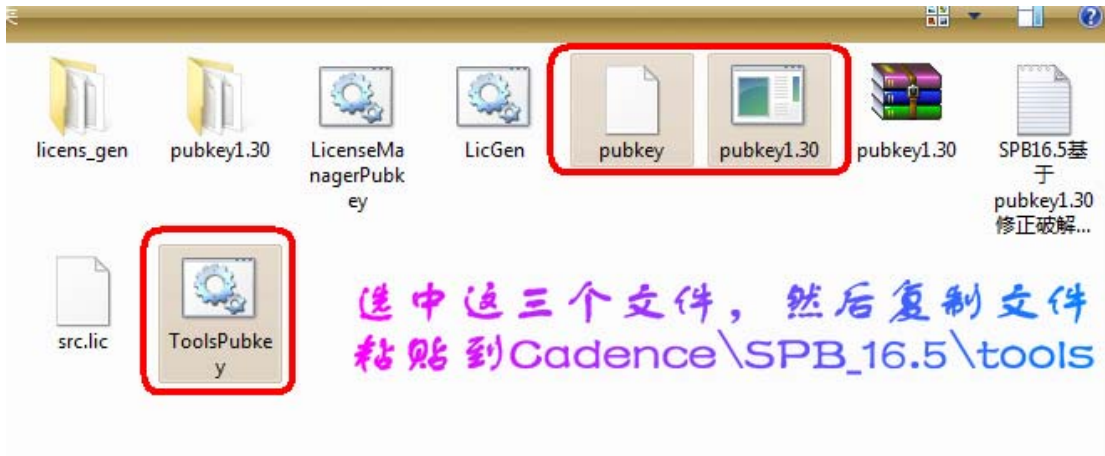 licens_gen
pubkey1.30
LicenseMa
nagerPubk
ey
LicGen
pubkey
pubkey1.30
pubkey1.30
SPB16.5基
于
pubkey1.30
修正破解...
src.lic
ToolsPubke
y
选中这三个文件，然后复制文件
粘贴到Cadence\SPB_16.5\tools